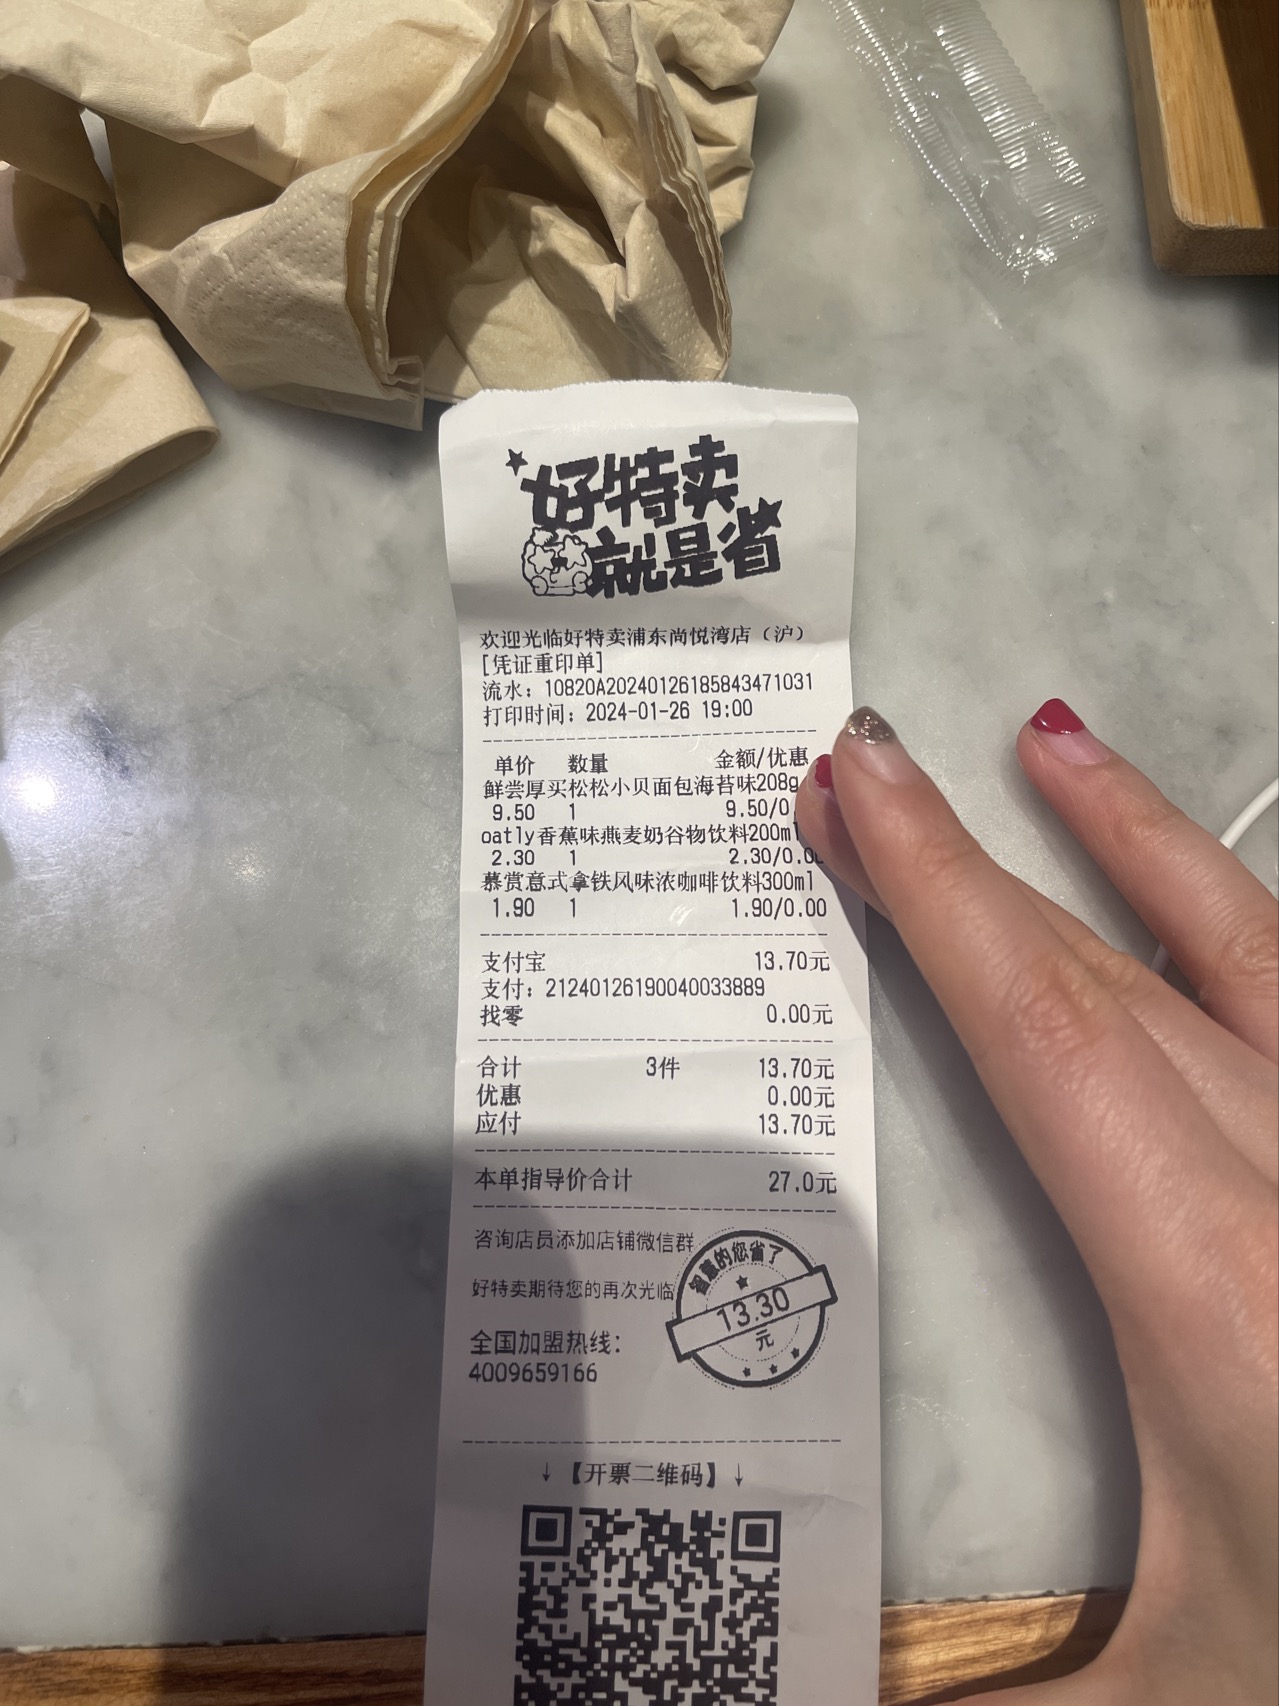 好特卖
就是省
欢迎光临好特卖浦东尚悦湾店（沪）
[凭证重印单]
流水：10820A20240126185843471031
打印时间：2024-01-26 19:00
单价 数量 金额/优惠
鲜尝厚买松松小贝面包海苔味208g
9.50 1 9.50/0
oatly香蕉味燕麦奶谷物饮料200ml
2.30 1 2.30/0.00
慕赏意式拿铁风味浓咖啡饮料300ml
1.90 1 1.90/0.00
支付宝 13.70元
支付：21240126190040033889
找零 0.00元
合计 3件 13.70元
优惠 0.00元
应付 13.70元
本单指导价合计 27.0元
咨询店员添加店铺微信群
好特卖期待您的再次光临
智慧的您省了
13.30
元
全国加盟热线：
4009659166
↓【开票二维码】↓